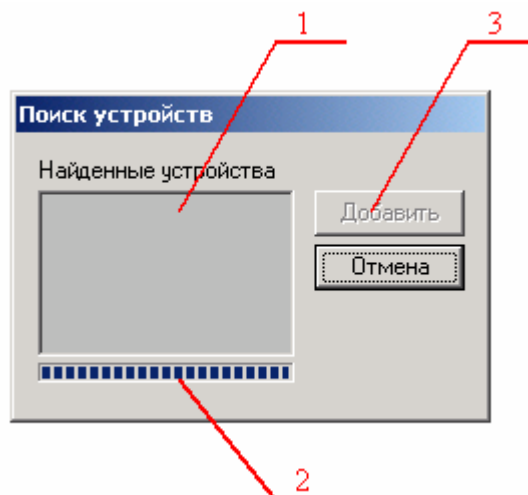 1
3
Поиск устройств
Найденные устройства
Добавить
Отмена
2